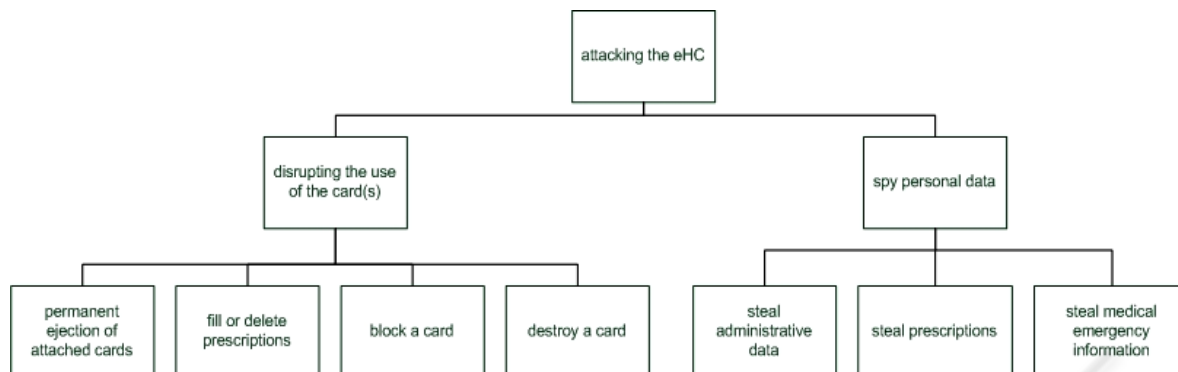 attacking the eHC
disrupting the use
of the card(s)
spy personal data
permanent
ejection of
attached cards
fill or delete
prescriptions
block a card
destroy a card
steal
administrative
data
steal prescriptions
steal medical
emergency
information